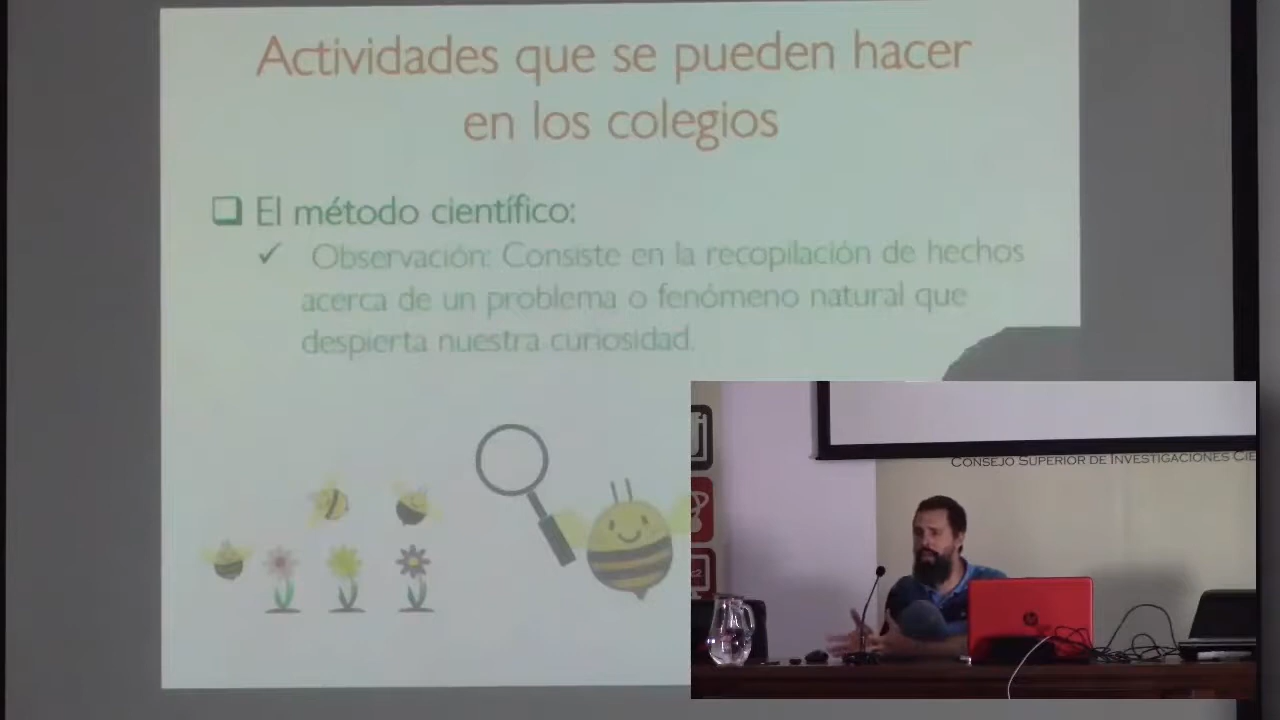 Actividades que se pueden hacer
en los colegios
❑ El método científico:
✓ Observación: Consiste en la recopilación de hechos
acerca de un problema o fenómeno natural que
despierta nuestra curiosidad.
CONSEJO SUPERIOR DE INVESTIGACIONES CIE
hp